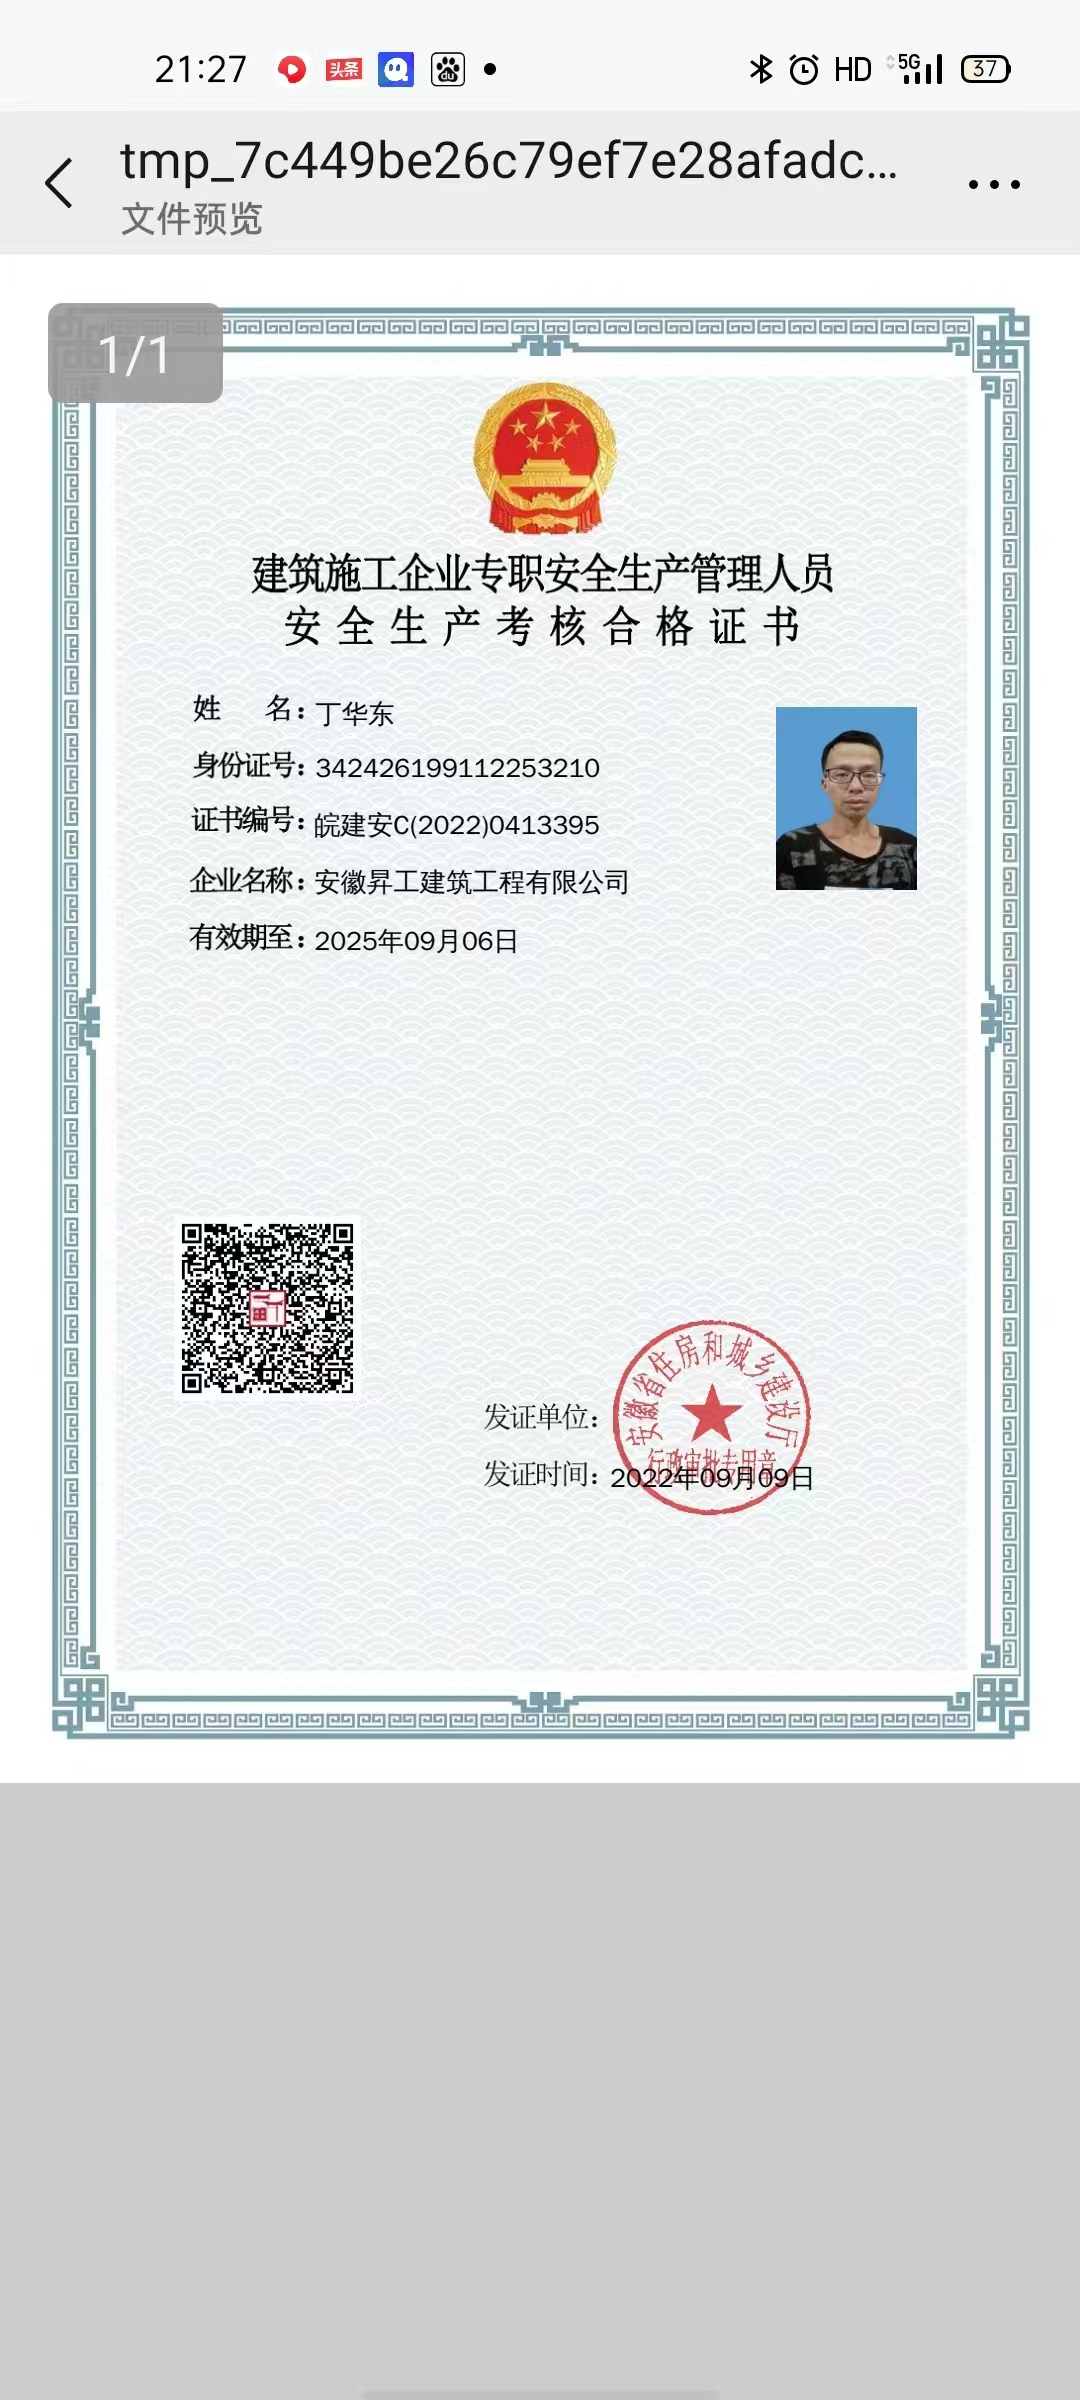 21:27
头条
HD 5G 37
tmp_7c449be26c79ef7e28afadc...
文件预览
1/1
建筑施工企业专职安全生产管理人员
安全生产考核合格证书
姓 名：丁华东
身份证号：342426199112253210
证书编号：皖建安C(2022)0413395
企业名称：安徽昇工建筑工程有限公司
有效期至：2025年09月06日
安徽省住房和城乡建设厅
发证单位：
行政审批专用章
发证时间：2022年09月09日